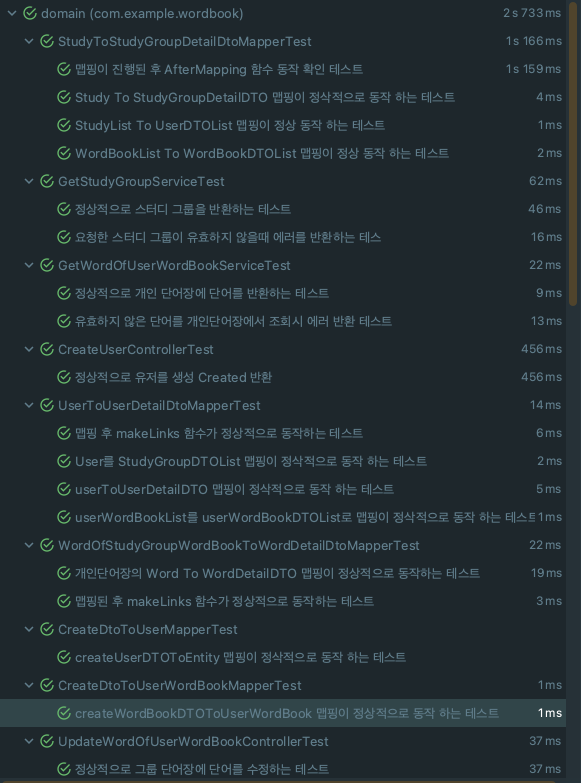 domain (com.example.wordbook) 2 s 733 ms
StudyToStudyGroupDetailDtoMapperTest 1 s 166 ms
맵핑이 진행된 후 AfterMapping 함수 동작 확인 테스트 1 s 159 ms
Study To StudyGroupDetailDTO 맵핑이 정삭적으로 동작 하는 테스트 4 ms
StudyList To UserDTOList 맵핑이 정상 동작 하는 테스트 1 ms
WordBookList To WordBookDTOList 맵핑이 정상 동작 하는 테스트 2 ms
GetStudyGroupServiceTest 62 ms
정상적으로 스터디 그룹을 반환하는 테스트 46 ms
요청한 스터디 그룹이 유효하지 않을때 에러를 반환하는 테스 16 ms
GetWordOfUserWordBookServiceTest 22 ms
정상적으로 개인 단어장에 단어를 반환하는 테스트 9 ms
유효하지 않은 단어를 개인단어장에서 조회시 에러 반환 테스트 13 ms
CreateUserControllerTest 456 ms
정상적으로 유저를 생성 Created 반환 456 ms
UserToUserDetailDtoMapperTest 14 ms
맵핑 후 makeLinks 함수가 정상적으로 동작하는 테스트 6 ms
User를 StudyGroupDTOList 맵핑이 정삭적으로 동작 하는 테스트 2 ms
userToUserDetailDTO 맵핑이 정삭적으로 동작 하는 테스트 5 ms
userWordBookList를 userWordBookDTOList로 맵핑이 정삭적으로 동작 하는 테스트 1 ms
WordOfStudyGroupWordBookToWordDetailDtoMapperTest 22 ms
개인단어장의 Word To WordDetailDTO 맵핑이 정상적으로 동작하는 테스트 19 ms
맵핑된 후 makeLinks 함수가 정상적으로 동작하는 테스트 3 ms
CreateDtoToUserMapperTest
createUserDTOToEntity 맵핑이 정삭적으로 동작 하는 테스트
CreateDtoToUserWordBookMapperTest 1 ms
createWordBookDTOToUserWordBook 맵핑이 정상적으로 동작 하는 테스트 1 ms
UpdateWordOfUserWordBookControllerTest 37 ms
정상적으로 그룹 단어장에 단어를 수정하는 테스트 37 ms